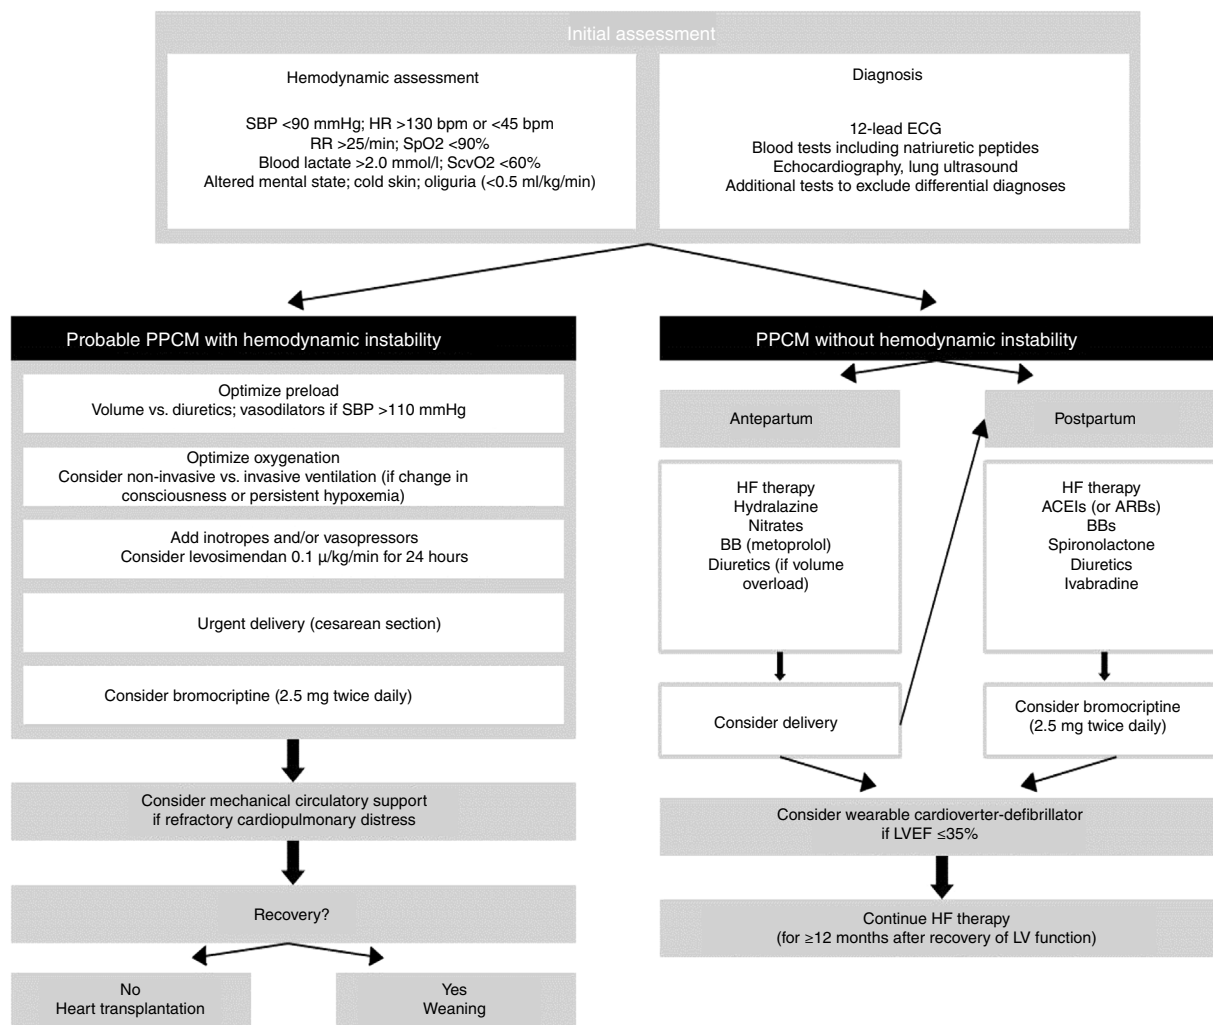 Initial assessment
Hemodynamic assessment
SBP <90 mmHg; HR >130 bpm or <45 bpm
RR >25/min; SpO2 <90%
Blood lactate >2.0 mmol/l; ScvO2 <60%
Altered mental state; cold skin; oliguria (<0.5 ml/kg/min)
Diagnosis
12-lead ECG
Blood tests including natriuretic peptides
Echocardiography, lung ultrasound
Additional tests to exclude differential diagnoses
Probable PPCM with hemodynamic instability
Optimize preload
Volume vs. diuretics; vasodilators if SBP >110 mmHg
Optimize oxygenation
Consider non-invasive vs. invasive ventilation (if change in
consciousness or persistent hypoxemia)
Add inotropes and/or vasopressors
Consider levosimendan 0.1 µ/kg/min for 24 hours
Urgent delivery (cesarean section)
Consider bromocriptine (2.5 mg twice daily)
Consider mechanical circulatory support
if refractory cardiopulmonary distress
Recovery?
No
Heart transplantation
Yes
Weaning
PPCM without hemodynamic instability
Antepartum
HF therapy
Hydralazine
Nitrates
BB (metoprolol)
Diuretics (if volume
overload)
Consider delivery
Postpartum
HF therapy
ACEIs (or ARBs)
BBs
Spironolactone
Diuretics
Ivabradine
Consider bromocriptine
(2.5 mg twice daily)
Consider wearable cardioverter-defibrillator
if LVEF ≤35%
Continue HF therapy
(for ≥12 months after recovery of LV function)